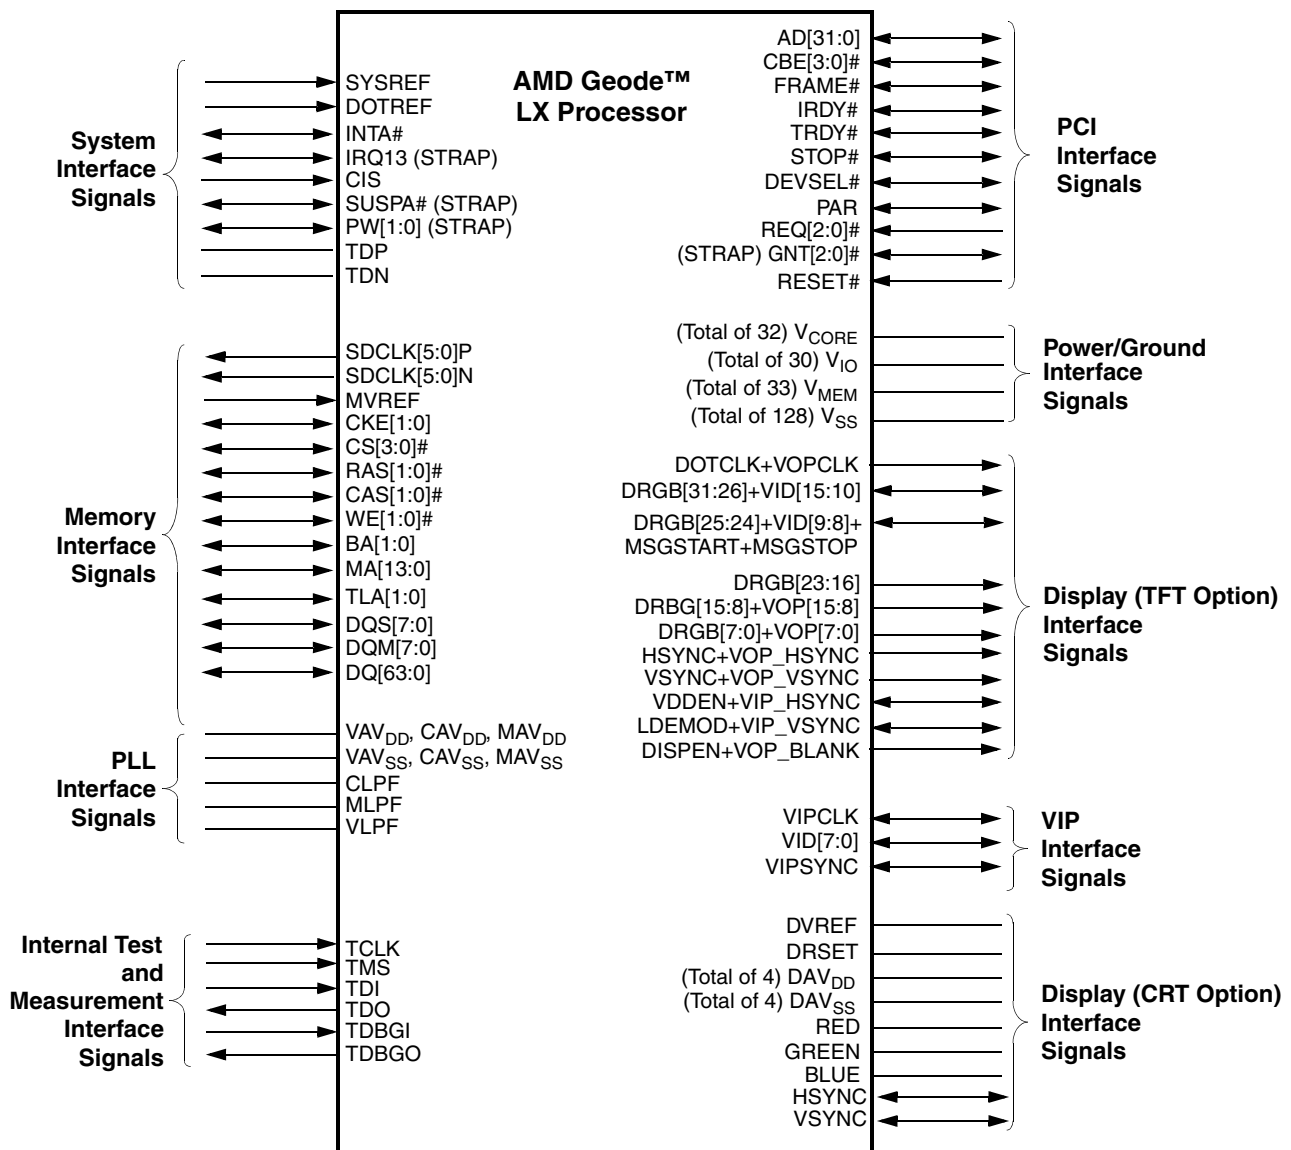 AMD Geode™
LX Processor
System
Interface
Signals
SYSREF
DOTREF
INTA#
IRQ13 (STRAP)
CIS
SUSPA# (STRAP)
PW[1:0] (STRAP)
TDP
TDN
Memory
Interface
Signals
SDCLK[5:0]P
SDCLK[5:0]N
MVREF
CKE[1:0]
CS[3:0]#
RAS[1:0]#
CAS[1:0]#
WE[1:0]#
BA[1:0]
MA[13:0]
TLA[1:0]
DQS[7:0]
DQM[7:0]
DQ[63:0]
PLL
Interface
Signals
VAVDD, CAVDD, MAVDD
VAVSS, CAVSS, MAVSS
CLPF
MLPF
VLPF
Internal Test
and
Measurement
Interface
Signals
TCLK
TMS
TDI
TDO
TDBGI
TDBGO
AD[31:0]
CBE[3:0]#
FRAME#
IRDY#
TRDY#
STOP#
DEVSEL#
PAR
REQ[2:0]#
(STRAP) GNT[2:0]#
RESET#
PCI
Interface
Signals
(Total of 32) VCORE
(Total of 30) VIO
(Total of 33) VMEM
(Total of 128) VSS
Power/Ground
Interface
Signals
DOTCLK+VOPCLK
DRGB[31:26]+VID[15:10]
DRGB[25:24]+VID[9:8]+
MSGSTART+MSGSTOP
DRGB[23:16]
DRBG[15:8]+VOP[15:8]
DRGB[7:0]+VOP[7:0]
HSYNC+VOP_HSYNC
VSYNC+VOP_VSYNC
VDDEN+VIP_HSYNC
LDEMOD+VIP_VSYNC
DISPEN+VOP_BLANK
Display (TFT Option)
Interface
Signals
VIPCLK
VID[7:0]
VIPSYNC
VIP
Interface
Signals
DVREF
DRSET
(Total of 4) DAVDD
(Total of 4) DAVSS
RED
GREEN
BLUE
HSYNC
VSYNC
Display (CRT Option)
Interface
Signals